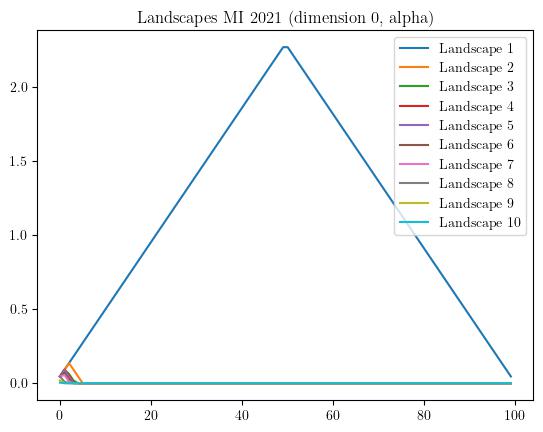 Landscapes MI 2021 (dimension 0, alpha)
Landscape 1
Landscape 2
Landscape 3
Landscape 4
Landscape 5
Landscape 6
Landscape 7
Landscape 8
Landscape 9
Landscape 10
2.0
1.5
1.0
0.5
0.0
0 20 40 60 80 100